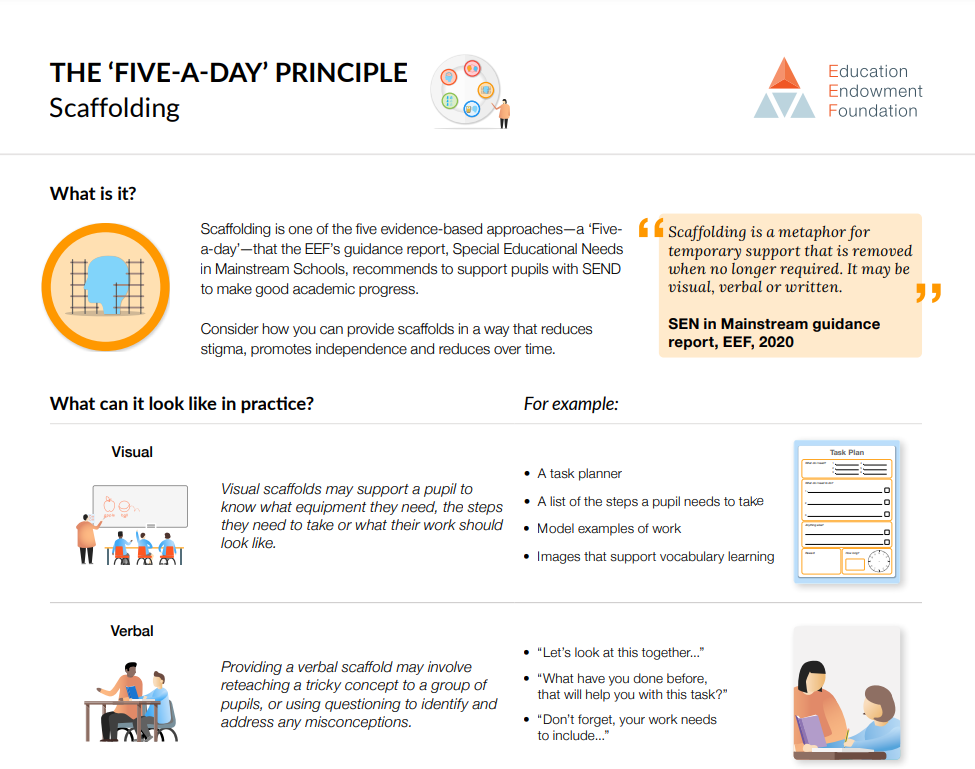 THE ‘FIVE-A-DAY’ PRINCIPLE
Scaffolding
Education
Endowment
Foundation
What is it?
Scaffolding is one of the five evidence-based approaches—a ‘Five-
a-day’—that the EEF’s guidance report, Special Educational Needs
in Mainstream Schools, recommends to support pupils with SEND
to make good academic progress.
Consider how you can provide scaffolds in a way that reduces
stigma, promotes independence and reduces over time.
“Scaffolding is a metaphor for
temporary support that is removed
when no longer required. It may be
visual, verbal or written.”
SEN in Mainstream guidance
report, EEF, 2020
What can it look like in practice?
For example:
Visual
Visual scaffolds may support a pupil to
know what equipment they need, the steps
they need to take or what their work should
look like.
• A task planner
• A list of the steps a pupil needs to take
• Model examples of work
• Images that support vocabulary learning
Task Plan
Verbal
Providing a verbal scaffold may involve
reteaching a tricky concept to a group of
pupils, or using questioning to identify and
address any misconceptions.
• “Let’s look at this together...”
• “What have you done before,
that will help you with this task?”
• “Don’t forget, your work needs
to include...”